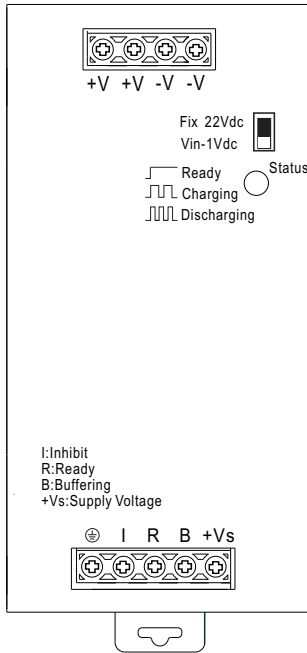 +V +V -V -V
Fix 22Vdc
Vin-1Vdc
Status
Ready
Charging
Discharging
I:Inhibit
R:Ready
B:Buffering
+Vs:Supply Voltage
I R B +Vs